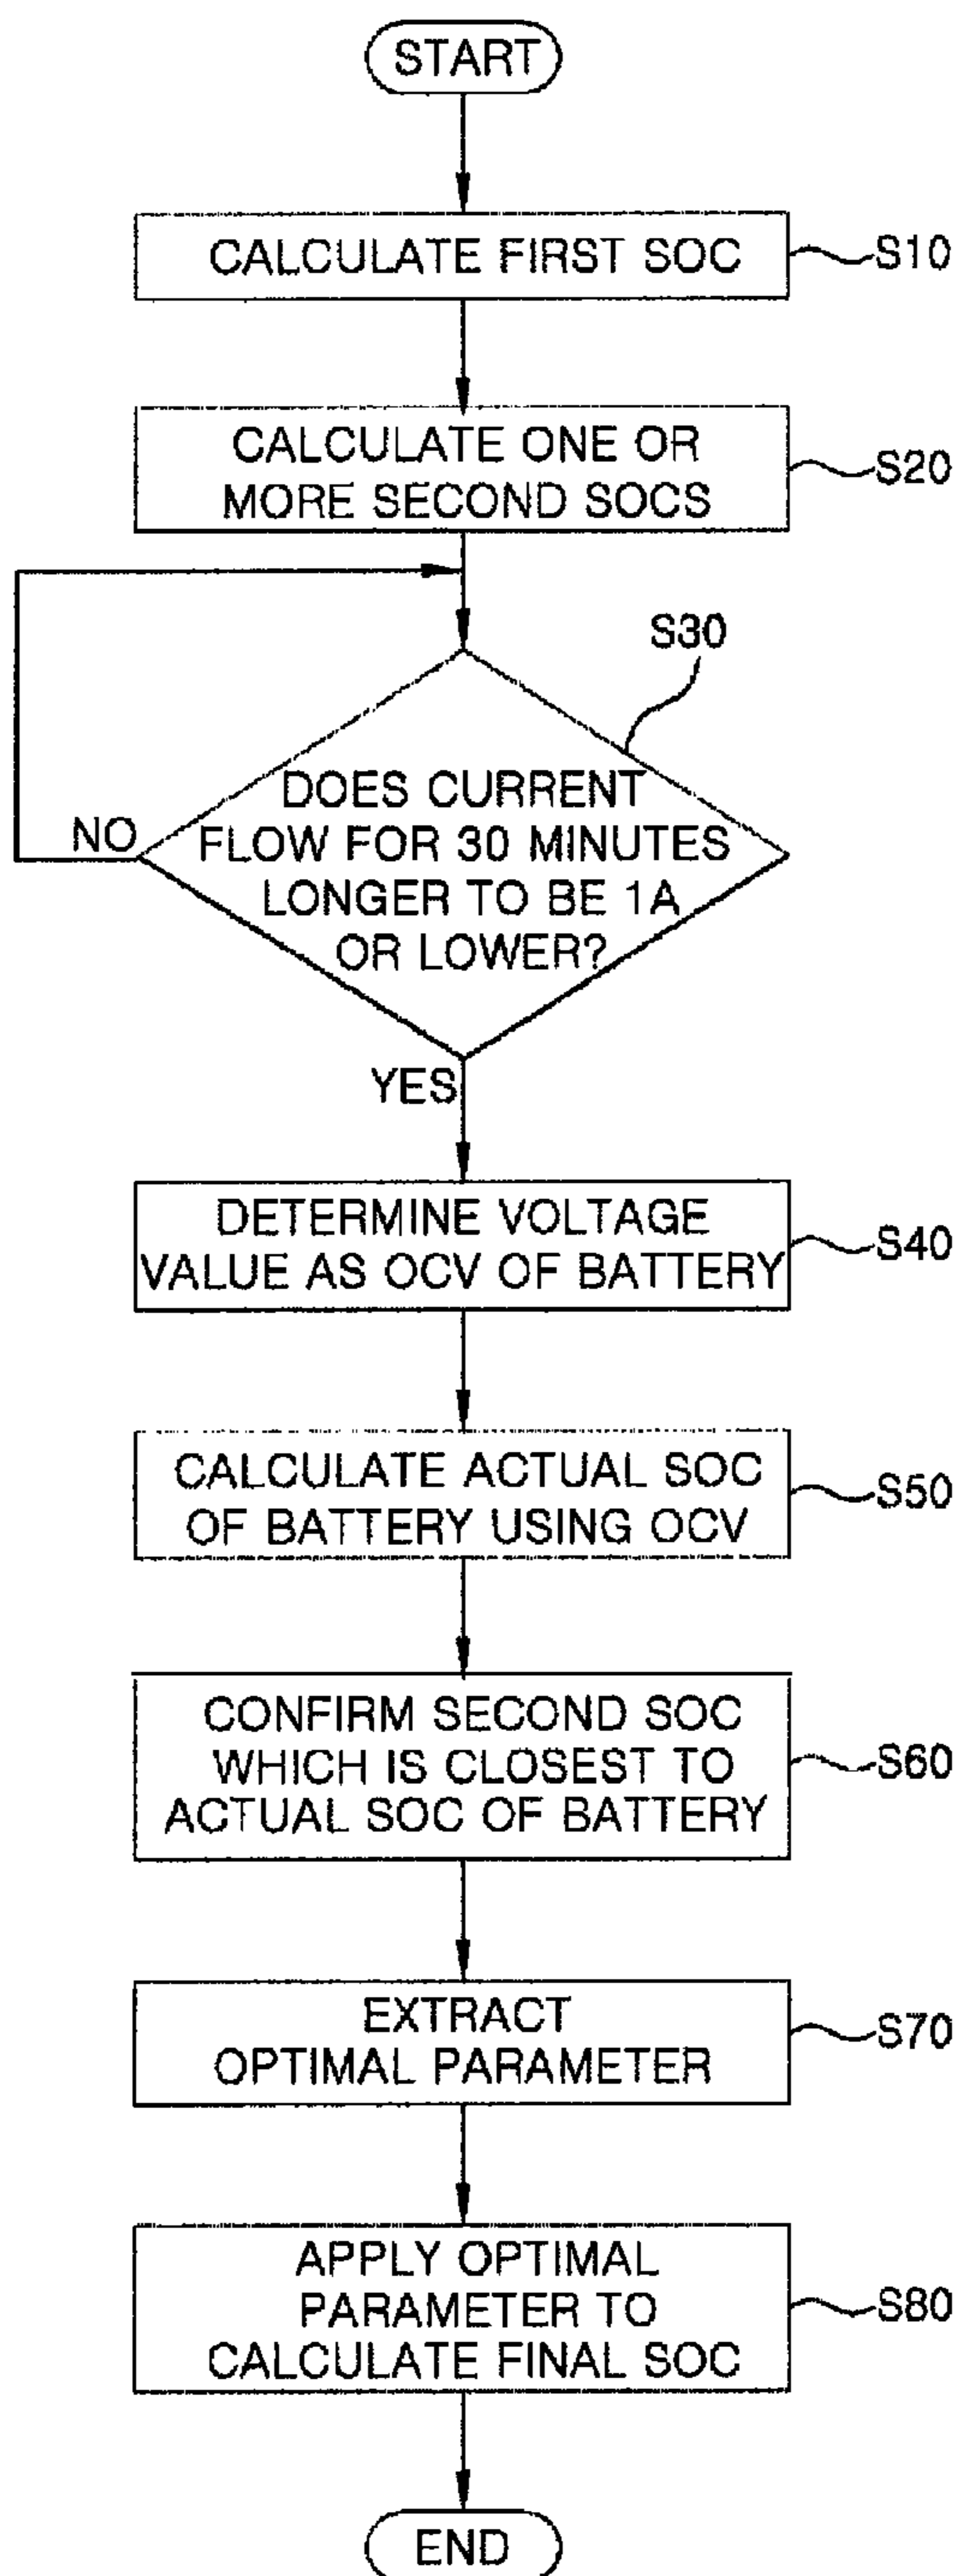 START
CALCULATE FIRST SOC
S10
CALCULATE ONE OR
MORE SECOND SOCS
S20
S30
DOES CURRENT
FLOW FOR 30 MINUTES
LONGER TO BE 1A
OR LOWER?
NO
YES
DETERMINE VOLTAGE
VALUE AS OCV OF BATTERY
S40
CALCULATE ACTUAL SOC
OF BATTERY USING OCV
S50
CONFIRM SECOND SOC
WHICH IS CLOSEST TO
ACTUAL SOC OF BATTERY
S60
EXTRACT
OPTIMAL PARAMETER
S70
APPLY OPTIMAL
PARAMETER TO
CALCULATE FINAL SOC
S80
END